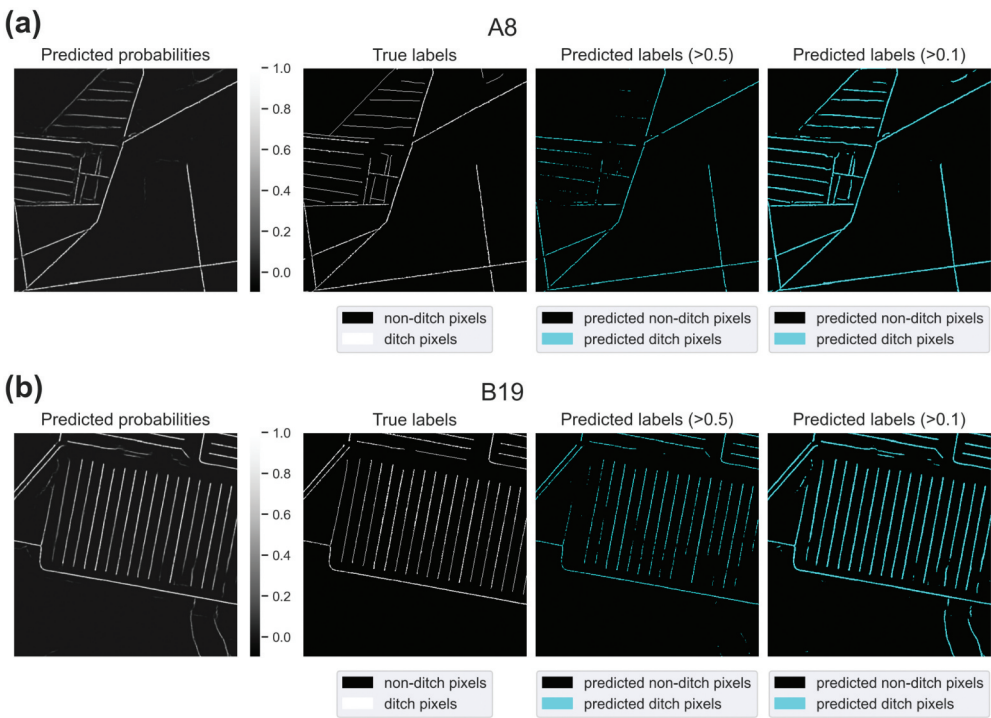 (a)
A8
Predicted probabilities
True labels
Predicted labels (>0.5)
Predicted labels (>0.1)
1.0
0.8
0.6
0.4
0.2
0.0
non-ditch pixels
ditch pixels
predicted non-ditch pixels
predicted ditch pixels
predicted non-ditch pixels
predicted ditch pixels
(b)
B19
Predicted probabilities
True labels
Predicted labels (>0.5)
Predicted labels (>0.1)
1.0
0.8
0.6
0.4
0.2
0.0
non-ditch pixels
ditch pixels
predicted non-ditch pixels
predicted ditch pixels
predicted non-ditch pixels
predicted ditch pixels